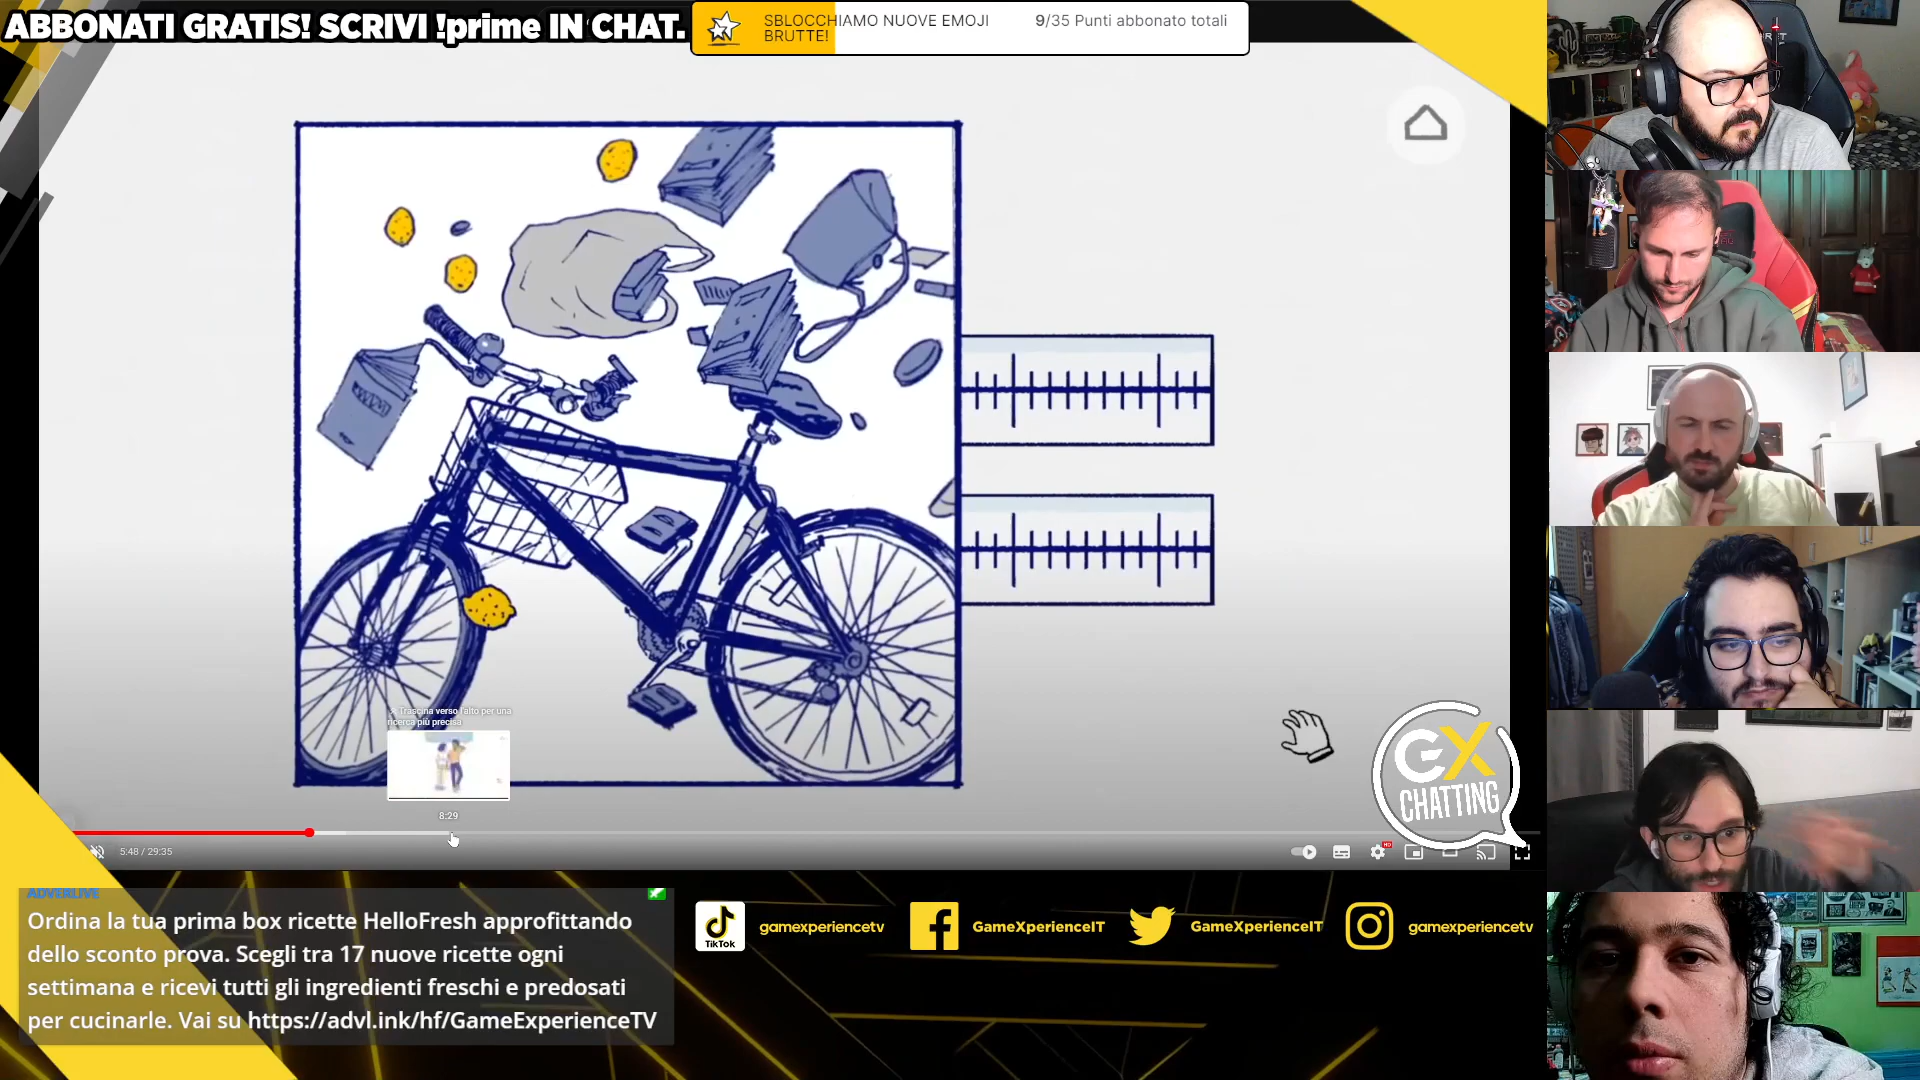 ABBONATI GRATIS! SCRIVI !prime IN CHAT.
SBLOCCHIAMO NUOVE EMOJI
BRUTTE!
9/35 Punti abbonato totali
Trascina verso l'alto per una
ricerca più precisa
8:29
5:48 / 29:35
HD
GX
CHATTING
ADVERLIVE
Ordina la tua prima box ricette HelloFresh approfittando
dello sconto prova. Scegli tra 17 nuove ricette ogni
settimana e ricevi tutti gli ingredienti freschi e predosati
per cucinarle. Vai su https://advl.ink/hf/GameExperienceTV
TikTok
gamexperiencetv
GameXperienceIT
GameXperienceIT
gamexperiencetv